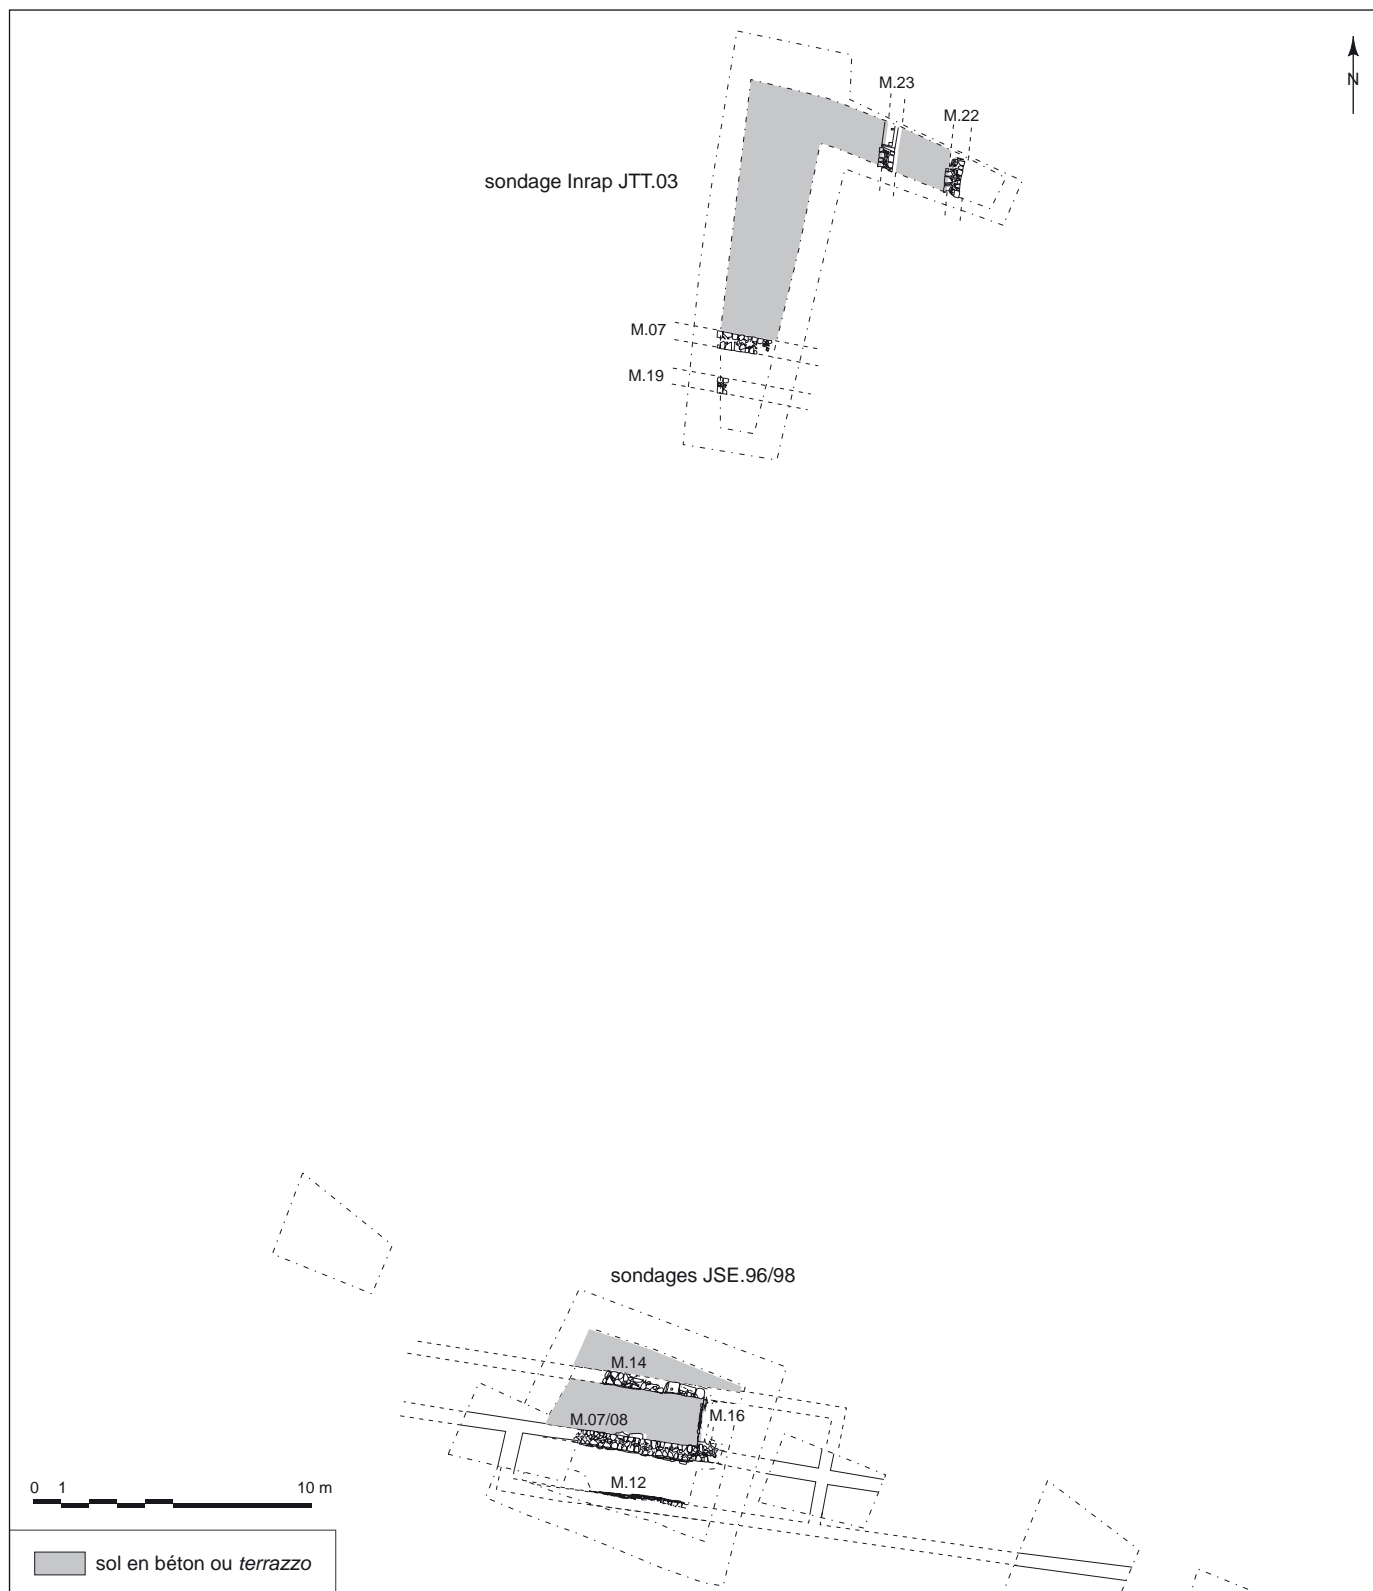 N
M.23
M.22
sondage Inrap JTT.03
M.07
M.19
sondages JSE.96/98
M.14
M.16
M.07/08
M.12
0 1 10 m
sol en béton ou terrazzo